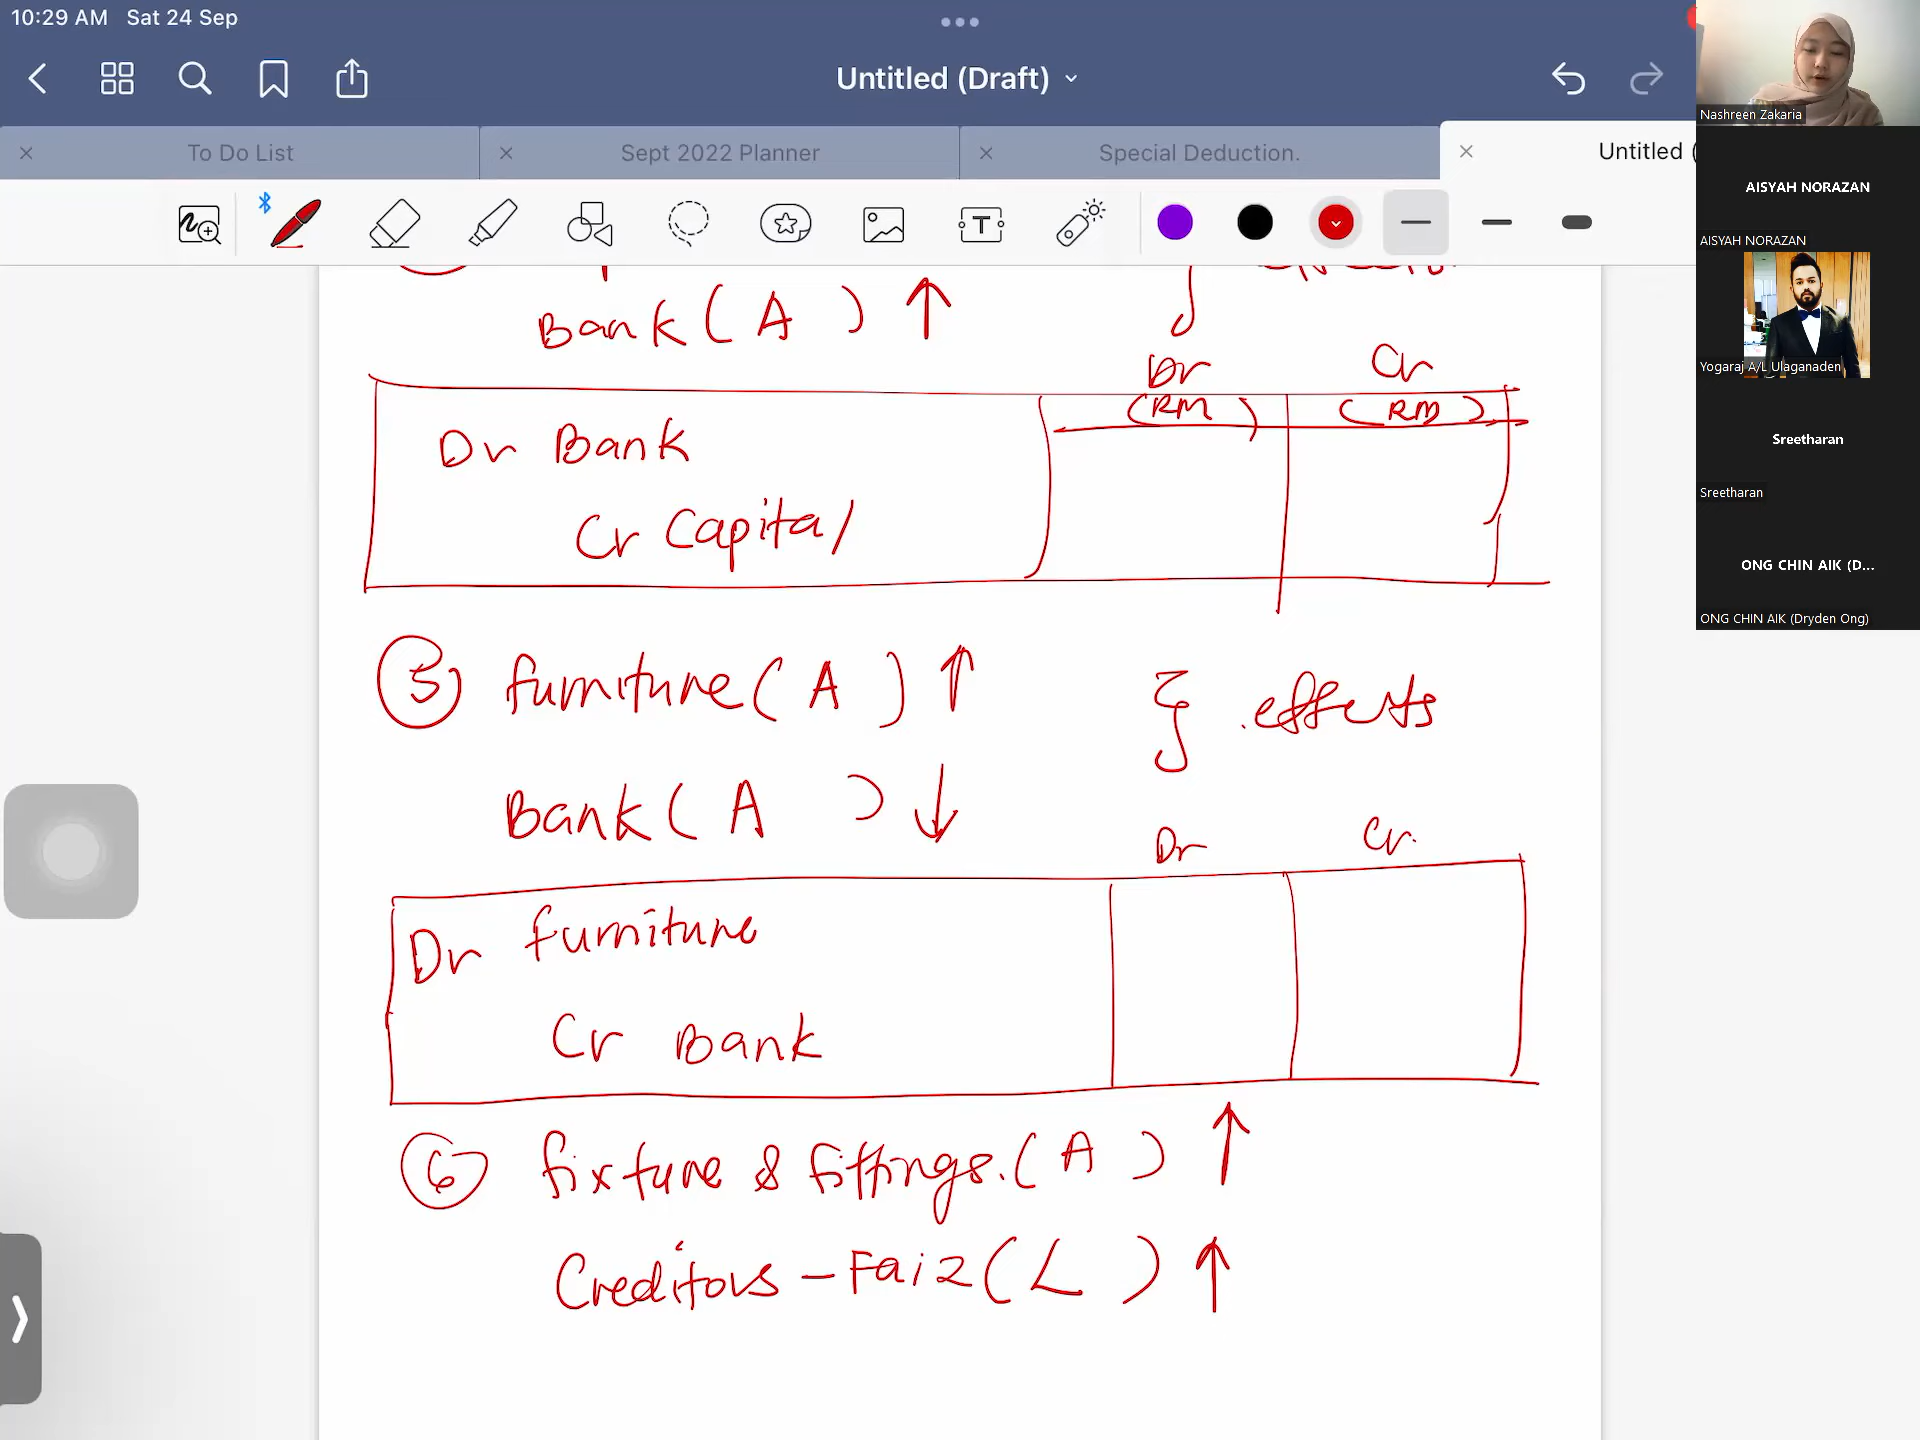 10:29 AM Sat 24 Sep
Untitled (Draft)
To Do List
Sept 2022 Planner
Special Deduction.
Untitled (
T
Nashreen Zakaria
AISYAH NORAZAN
AISYAH NORAZAN
Yogaraj A/L Ulaganaden
Sreetharan
Sreetharan
ONG CHIN AIK (D...
ONG CHIN AIK (Dryden Ong)
Bank ( A ) ↑
Dr Cr
(RM) (RM)
Dr Bank
Cr Capital
5 furniture ( A ) ↑ } effects
Bank ( A ) ↓
Dr Cr.
Dr furniture
Cr Bank
6 fixture & fittings. ( A ) ↑
Creditors - Faiz ( L ) ↑